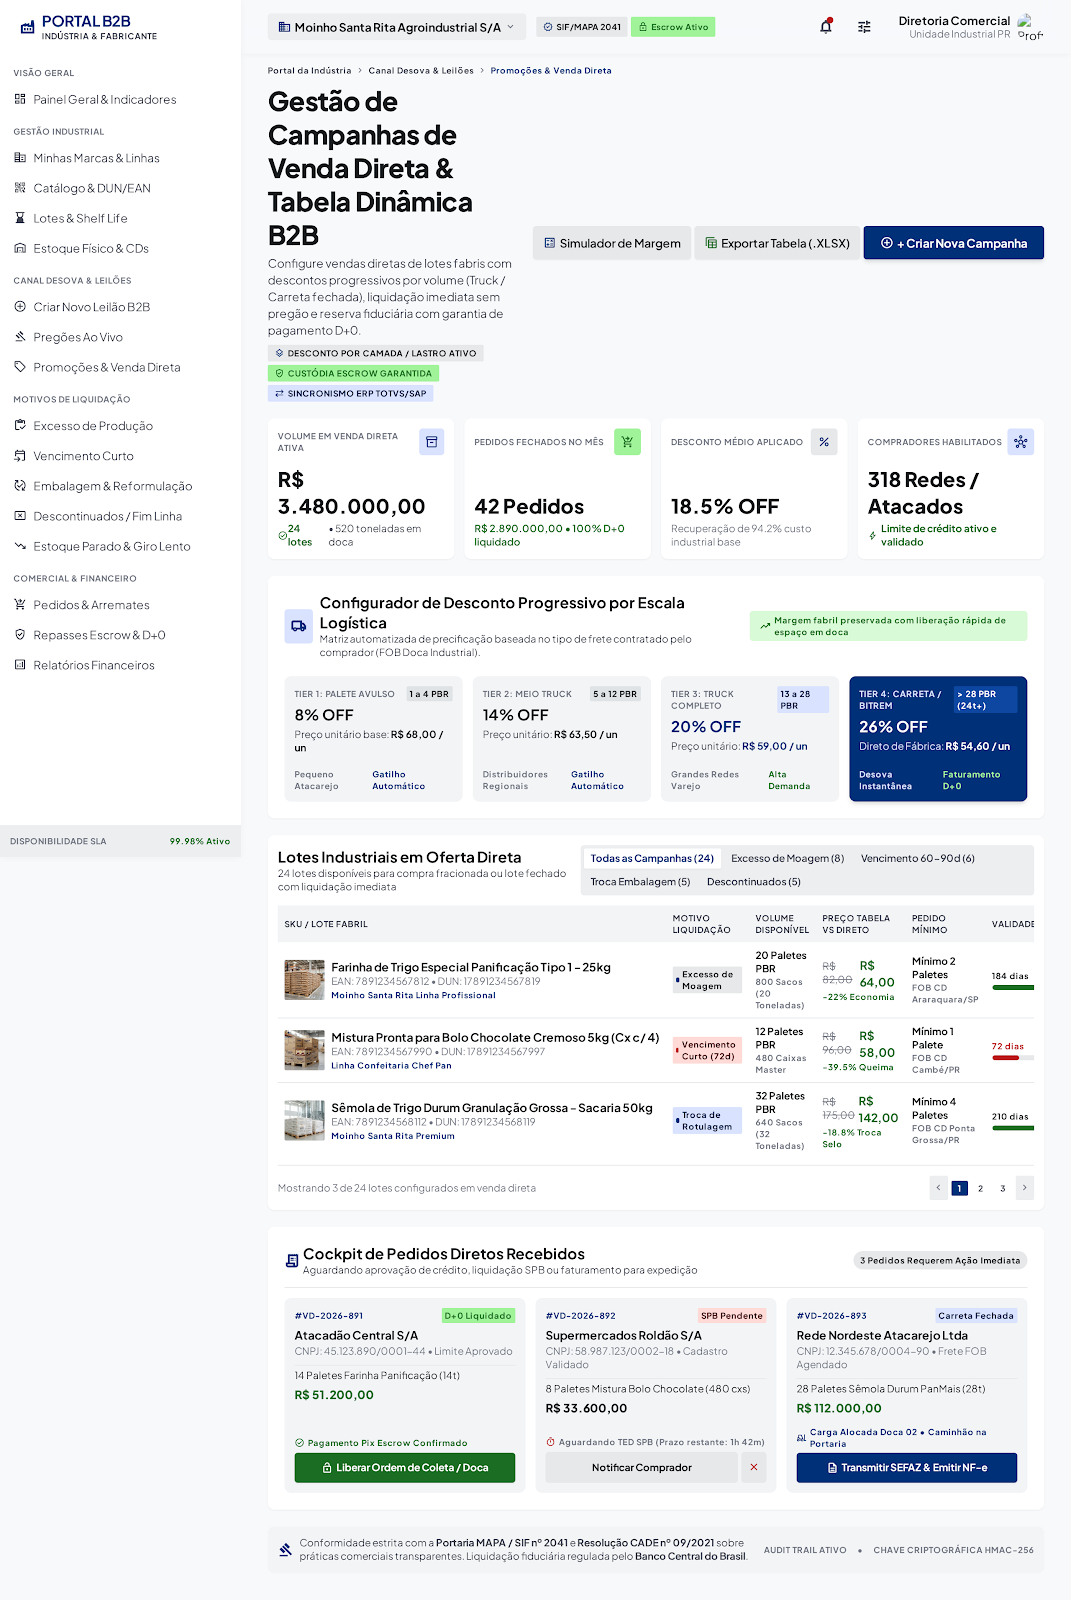 PORTAL B2B
INDÚSTRIA & FABRICANTE
VISÃO GERAL
Painel Geral & Indicadores
GESTÃO INDUSTRIAL
Minhas Marcas & Linhas
Catálogo & DUN/EAN
Lotes & Shelf Life
Estoque Físico & CDs
CANAL DESOVA & LEILÕES
Criar Novo Leilão B2B
Pregões Ao Vivo
Promoções & Venda Direta
MOTIVOS DE LIQUIDAÇÃO
Excesso de Produção
Vencimento Curto
Embalagem & Reformulação
Descontinuados / Fim Linha
Estoque Parado & Giro Lento
COMERCIAL & FINANCEIRO
Pedidos & Arremates
Repasses Escrow & D+0
Relatórios Financeiros
DISPONIBILIDADE SLA 99.98% Ativo
Moinho Santa Rita Agroindustrial S/A
SIF/MAPA 2041
Escrow Ativo
Diretoria Comercial
Unidade Industrial PR
Portal da Indústria > Canal Desova & Leilões > Promoções & Venda Direta
Gestão de
Campanhas de
Venda Direta &
Tabela Dinâmica
B2B
Configure vendas diretas de lotes fabris com
descontos progressivos por volume (Truck /
Carreta fechada), liquidação imediata sem
pregão e reserva fiduciária com garantia de
pagamento D+0.
DESCONTO POR CAMADA / LASTRO ATIVO
CUSTÓDIA ESCROW GARANTIDA
SINCRONISMO ERP TOTVS/SAP
Simulador de Margem
Exportar Tabela (.XLSX)
+ Criar Nova Campanha
VOLUME EM VENDA DIRETA
ATIVA
R$
3.480.000,00
24
lotes
• 520 toneladas em
doca
PEDIDOS FECHADOS NO MÊS
42 Pedidos
R$ 2.890.000,00 • 100% D+0
liquidado
DESCONTO MÉDIO APLICADO
18.5% OFF
Recuperação de 94.2% custo
industrial base
COMPRADORES HABILITADOS
318 Redes /
Atacados
Limite de crédito ativo e
validado
Configurador de Desconto Progressivo por Escala
Logística
Matriz automatizada de precificação baseada no tipo de frete contratado pelo
comprador (FOB Doca Industrial).
Margem fabril preservada com liberação rápida de
espaço em doca
TIER 1: PALETE AVULSO
1 a 4 PBR
8% OFF
Preço unitário base: R$ 68,00 /
un
Pequeno
Atacarejo
Gatilho
Automático
TIER 2: MEIO TRUCK
5 a 12 PBR
14% OFF
Preço unitário: R$ 63,50 / un
Distribuidores
Regionais
Gatilho
Automático
TIER 3: TRUCK
COMPLETO
13 a 28
PBR
20% OFF
Preço unitário: R$ 59,00 / un
Grandes Redes
Varejo
Alta
Demanda
TIER 4: CARRETA /
BITREM
> 28 PBR
(24t+)
26% OFF
Direto de Fábrica: R$ 54,60 / un
Desova
Instantânea
Faturamento
D+0
Lotes Industriais em Oferta Direta
24 lotes disponíveis para compra fracionada ou lote fechado
com liquidação imediata
Todas as Campanhas (24)
Excesso de Moagem (8)
Vencimento 60-90d (6)
Troca Embalagem (5)
Descontinuados (5)
SKU / LOTE FABRIL
MOTIVO
LIQUIDAÇÃO
VOLUME
DISPONÍVEL
PREÇO TABELA
VS DIRETO
PEDIDO
MÍNIMO
VALIDADE
Farinha de Trigo Especial Panificação Tipo 1 - 25kg
EAN: 7891234567812 • DUN: 17891234567819
Moinho Santa Rita Linha Profissional
Excesso de
Moagem
20 Paletes
PBR
800 Sacos
(20
Toneladas)
R$
82,00
R$
64,00
-22% Economia
Mínimo 2
Paletes
FOB CD
Araraquara/SP
184 dias
Mistura Pronta para Bolo Chocolate Cremoso 5kg (Cx c/ 4)
EAN: 7891234567990 • DUN: 17891234567997
Linha Confeitaria Chef Pan
Vencimento
Curto (72d)
12 Paletes
PBR
480 Caixas
Master
R$
96,00
R$
58,00
-39.5% Queima
Mínimo 1
Palete
FOB CD
Cambé/PR
72 dias
Sêmola de Trigo Durum Granulação Grossa - Sacaria 50kg
EAN: 7891234568112 • DUN: 17891234568119
Moinho Santa Rita Premium
Troca de
Rotulagem
32 Paletes
PBR
640 Sacos
(32
Toneladas)
R$
175,00
R$
142,00
-18.8% Troca
Selo
Mínimo 4
Paletes
FOB CD Ponta
Grossa/PR
210 dias
Mostrando 3 de 24 lotes configurados em venda direta
< 1 2 3 >
Cockpit de Pedidos Diretos Recebidos
Aguardando aprovação de crédito, liquidação SPB ou faturamento para expedição
3 Pedidos Requerem Ação Imediata
#VD-2026-891
D+0 Liquidado
Atacadão Central S/A
CNPJ: 45.123.890/0001-44 • Limite Aprovado
14 Paletes Farinha Panificação (14t)
R$ 51.200,00
Pagamento Pix Escrow Confirmado
Liberar Ordem de Coleta / Doca
#VD-2026-892
SPB Pendente
Supermercados Roldão S/A
CNPJ: 58.987.123/0002-18 • Cadastro
Validado
8 Paletes Mistura Bolo Chocolate (480 cxs)
R$ 33.600,00
Aguardando TED SPB (Prazo restante: 1h 42m)
Notificar Comprador
#VD-2026-893
Carreta Fechada
Rede Nordeste Atacarejo Ltda
CNPJ: 12.345.678/0004-90 • Frete FOB
Agendado
28 Paletes Sêmola Durum PanMais (28t)
R$ 112.000,00
Carga Alocada Doca 02 • Caminhão na
Portaria
Transmitir SEFAZ & Emitir NF-e
Conformidade estrita com a Portaria MAPA / SIF nº 2041 e Resolução CADE nº 09/2021 sobre
práticas comerciais transparentes. Liquidação fiduciária regulada pelo Banco Central do Brasil.
AUDIT TRAIL ATIVO • CHAVE CRIPTOGRÁFICA HMAC-256